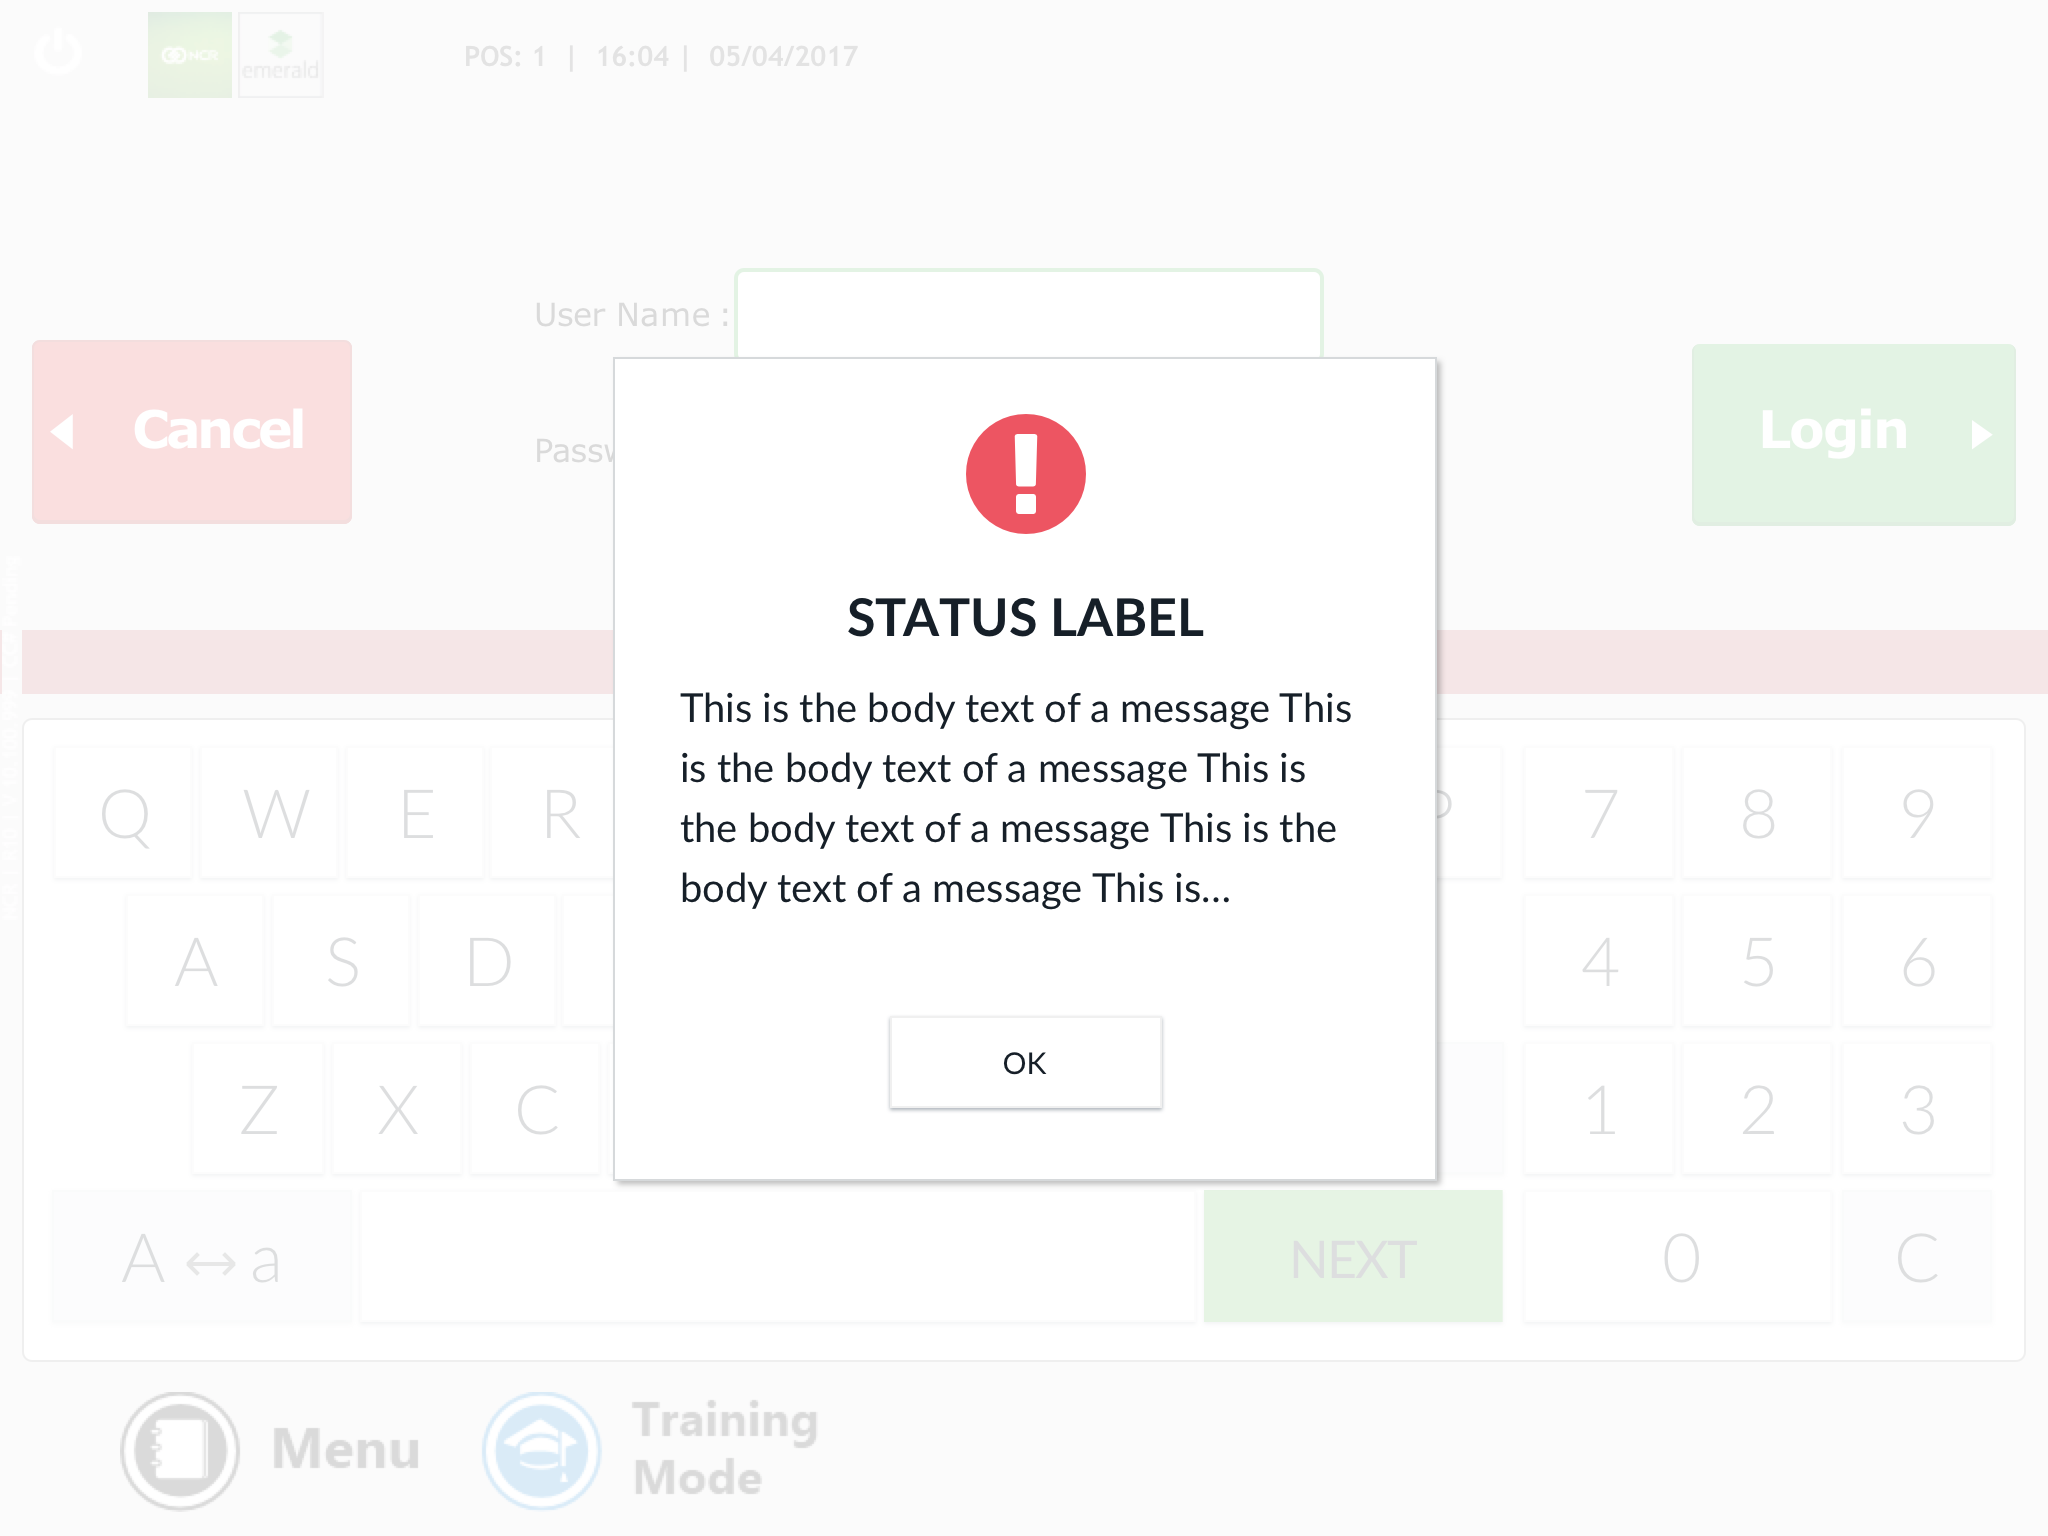 NCR
emerald
POS: 1 | 16:04 | 05/04/2017
User Name :
Cancel
Login
STATUS LABEL
This is the body text of a message This
is the body text of a message This is
the body text of a message This is the
body text of a message This is...
OK
Q W E R P 7 8 9
A S D 4 5 6
Z X C 1 2 3
A ↔ a NEXT 0 C
Menu
Training
Mode